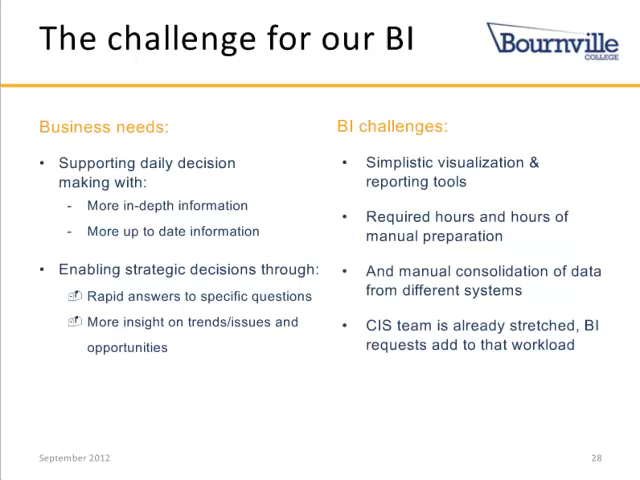 The challenge for our BI
Bournville
COLLEGE
Business needs:
• Supporting daily decision
making with:
- More in-depth information
- More up to date information
• Enabling strategic decisions through:
Rapid answers to specific questions
More insight on trends/issues and
opportunities
BI challenges:
• Simplistic visualization &
reporting tools
• Required hours and hours of
manual preparation
• And manual consolidation of data
from different systems
• CIS team is already stretched, BI
requests add to that workload
September 2012
28